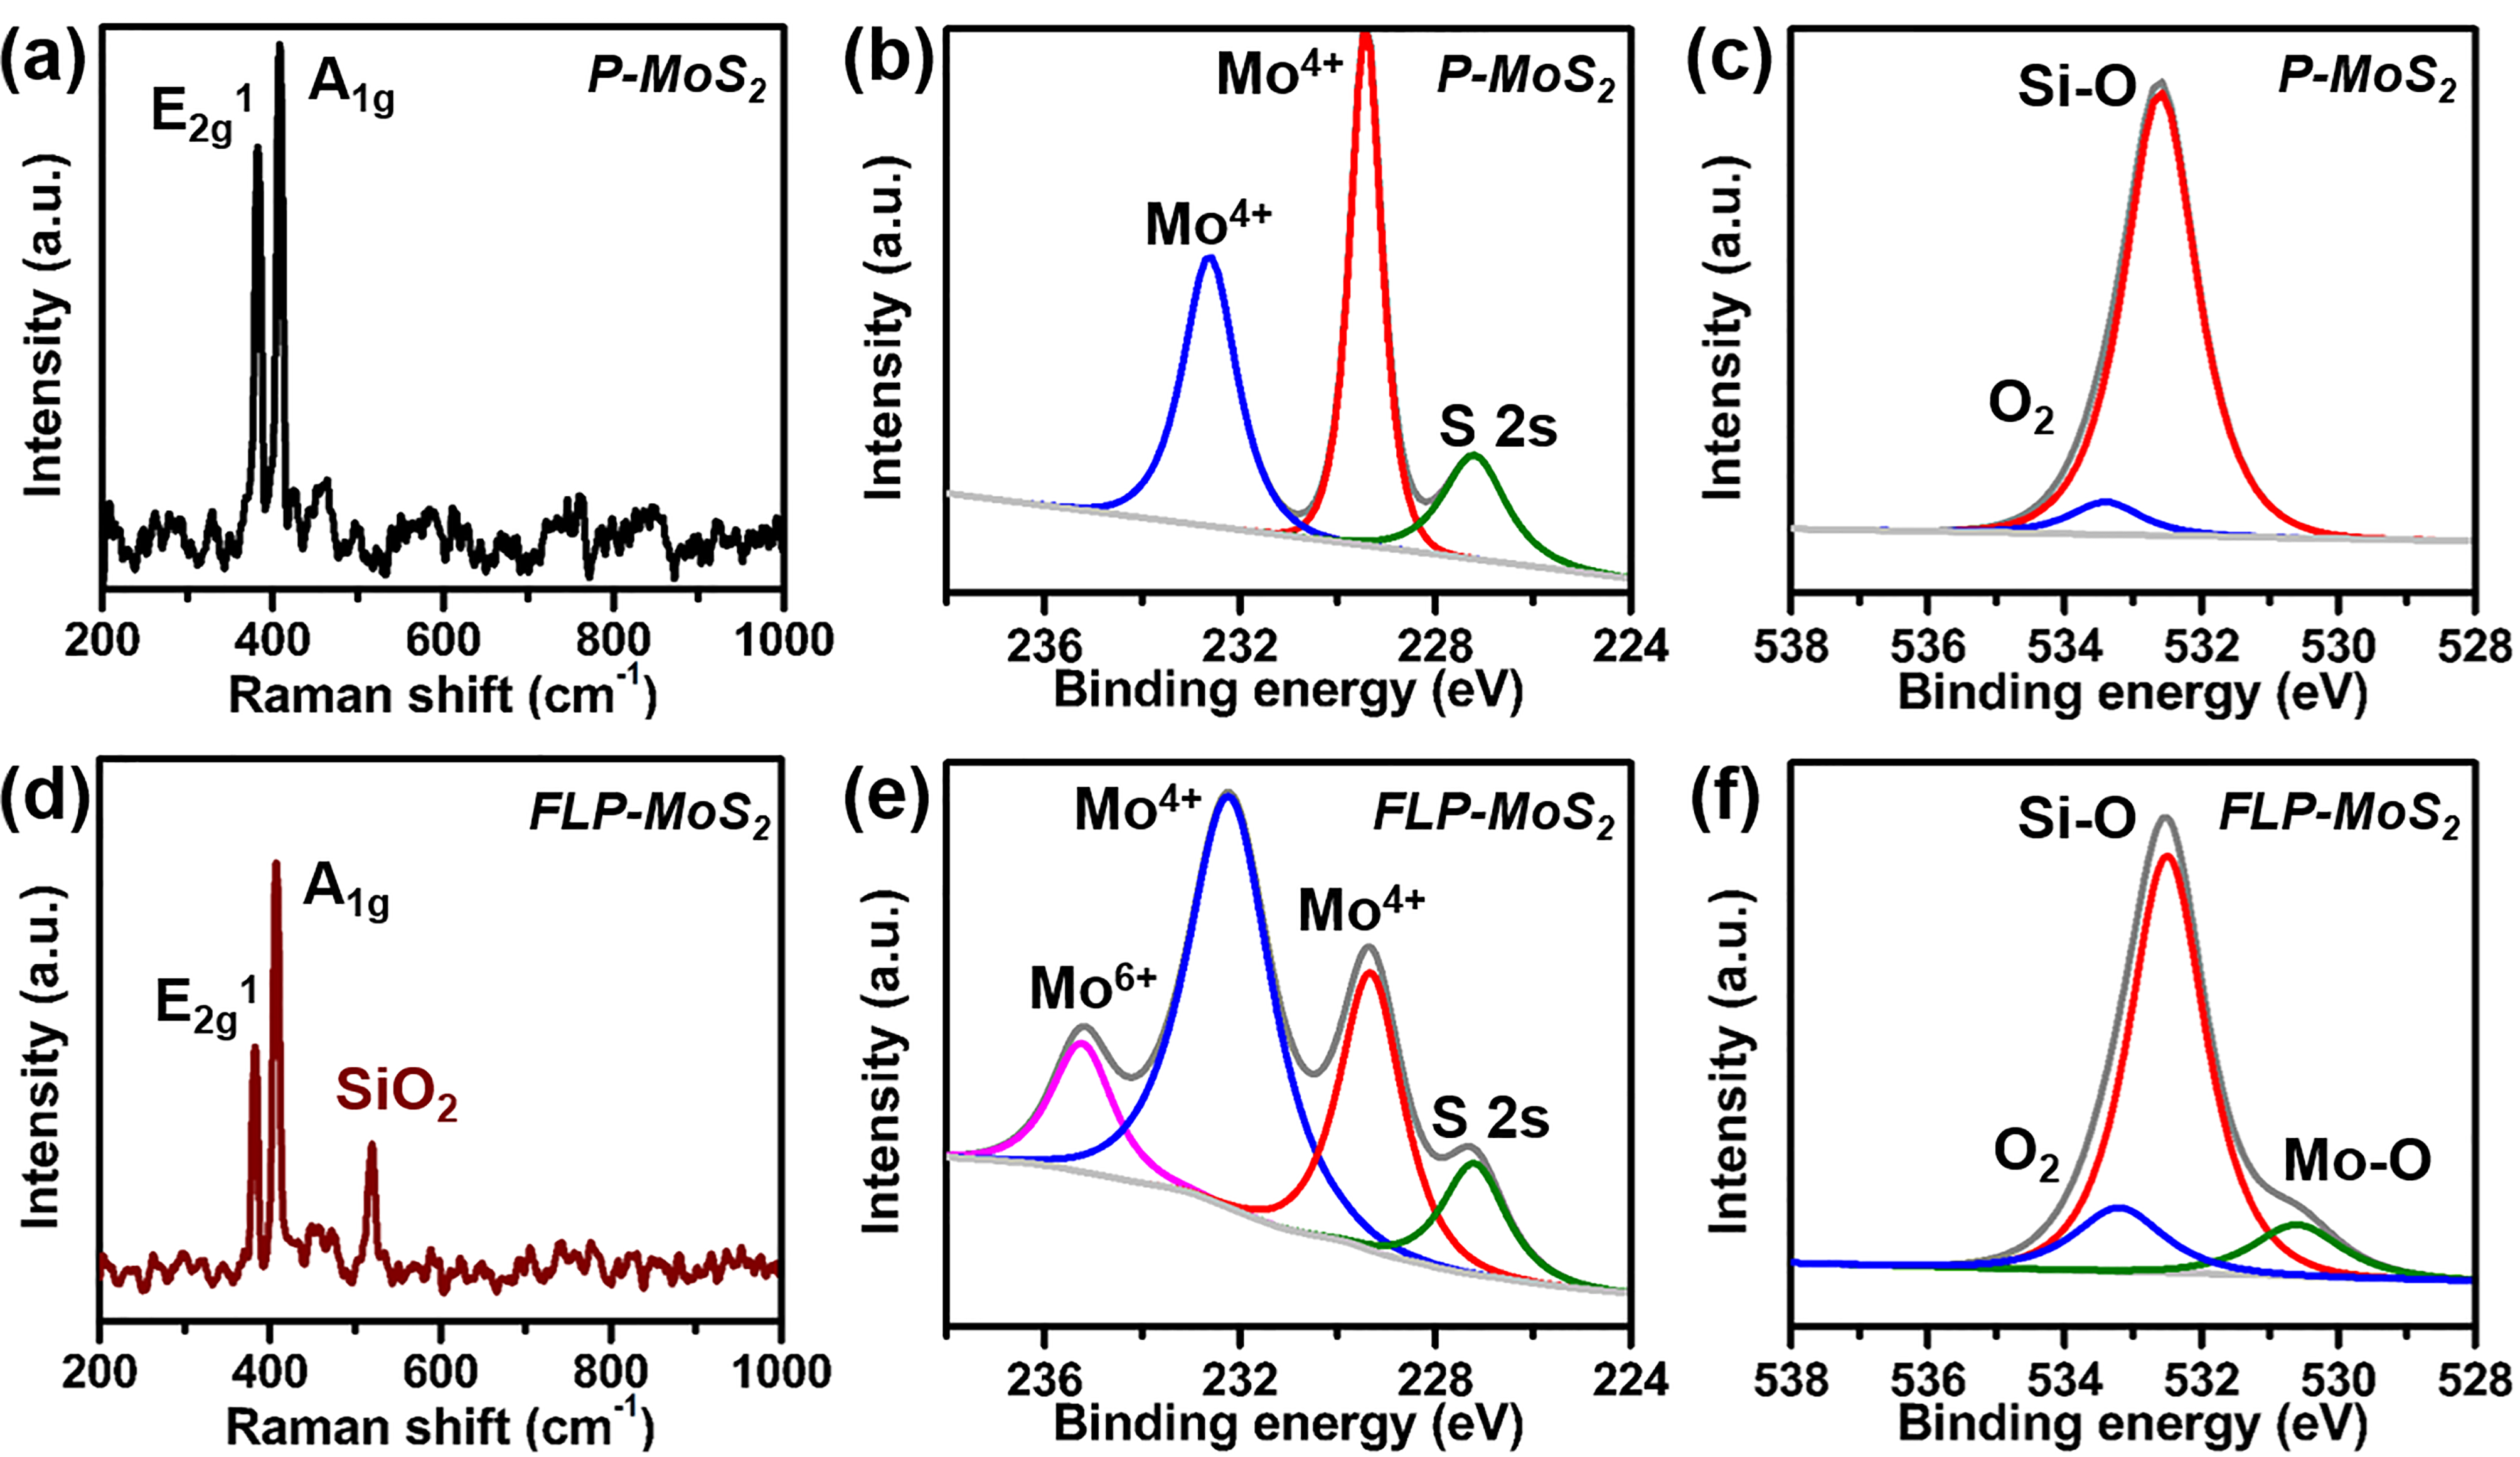 (a)
P-MoS₂
E₂g¹
A₁g
Intensity (a.u.)
200 400 600 800 1000
Raman shift (cm⁻¹)
(b)
Mo⁴⁺
P-MoS₂
Mo⁴⁺
S 2s
Intensity (a.u.)
236 232 228 224
Binding energy (eV)
(c)
Si-O
P-MoS₂
O₂
Intensity (a.u.)
538 536 534 532 530 528
Binding energy (eV)
(d)
FLP-MoS₂
A₁g
E₂g¹
SiO₂
Intensity (a.u.)
200 400 600 800 1000
Raman shift (cm⁻¹)
(e)
Mo⁴⁺
FLP-MoS₂
Mo⁴⁺
Mo⁶⁺
S 2s
Intensity (a.u.)
236 232 228 224
Binding energy (eV)
(f)
Si-O
FLP-MoS₂
O₂
Mo-O
Intensity (a.u.)
538 536 534 532 530 528
Binding energy (eV)